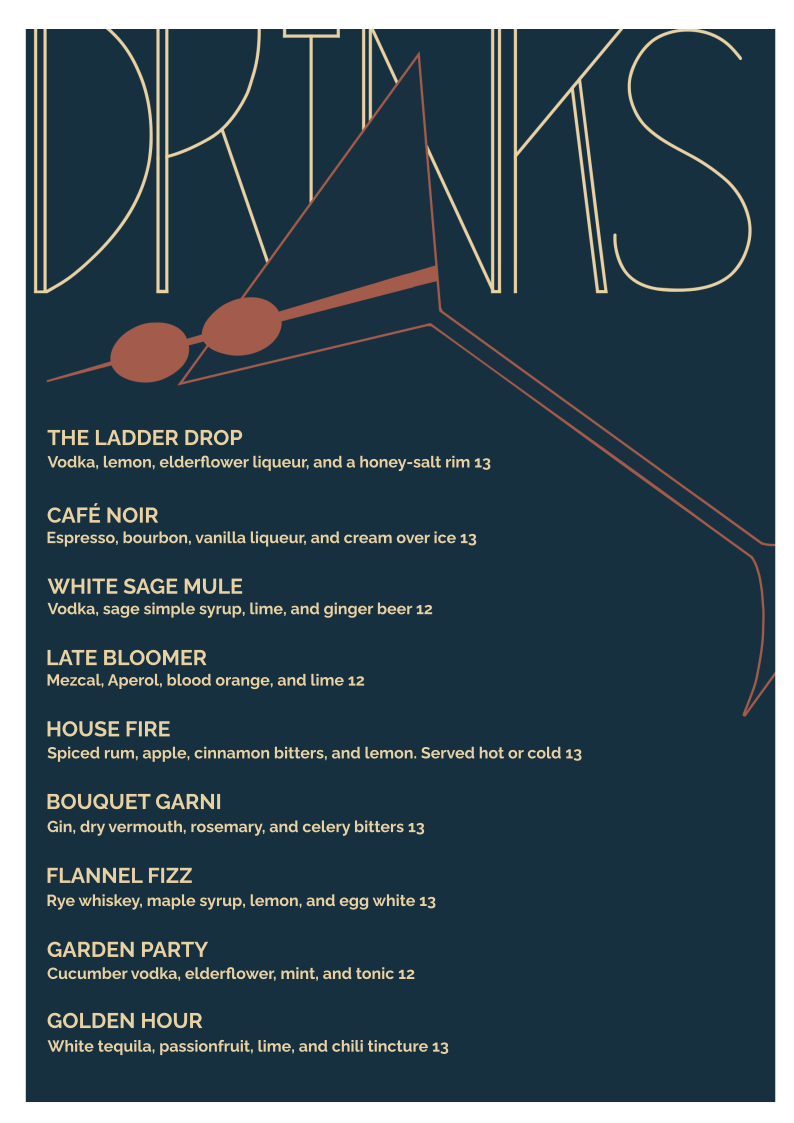 DRINKS
THE LADDER DROP
Vodka, lemon, elderflower liqueur, and a honey-salt rim 13
CAFÉ NOIR
Espresso, bourbon, vanilla liqueur, and cream over ice 13
WHITE SAGE MULE
Vodka, sage simple syrup, lime, and ginger beer 12
LATE BLOOMER
Mezcal, Aperol, blood orange, and lime 12
HOUSE FIRE
Spiced rum, apple, cinnamon bitters, and lemon. Served hot or cold 13
BOUQUET GARNI
Gin, dry vermouth, rosemary, and celery bitters 13
FLANNEL FIZZ
Rye whiskey, maple syrup, lemon, and egg white 13
GARDEN PARTY
Cucumber vodka, elderflower, mint, and tonic 12
GOLDEN HOUR
White tequila, passionfruit, lime, and chili tincture 13